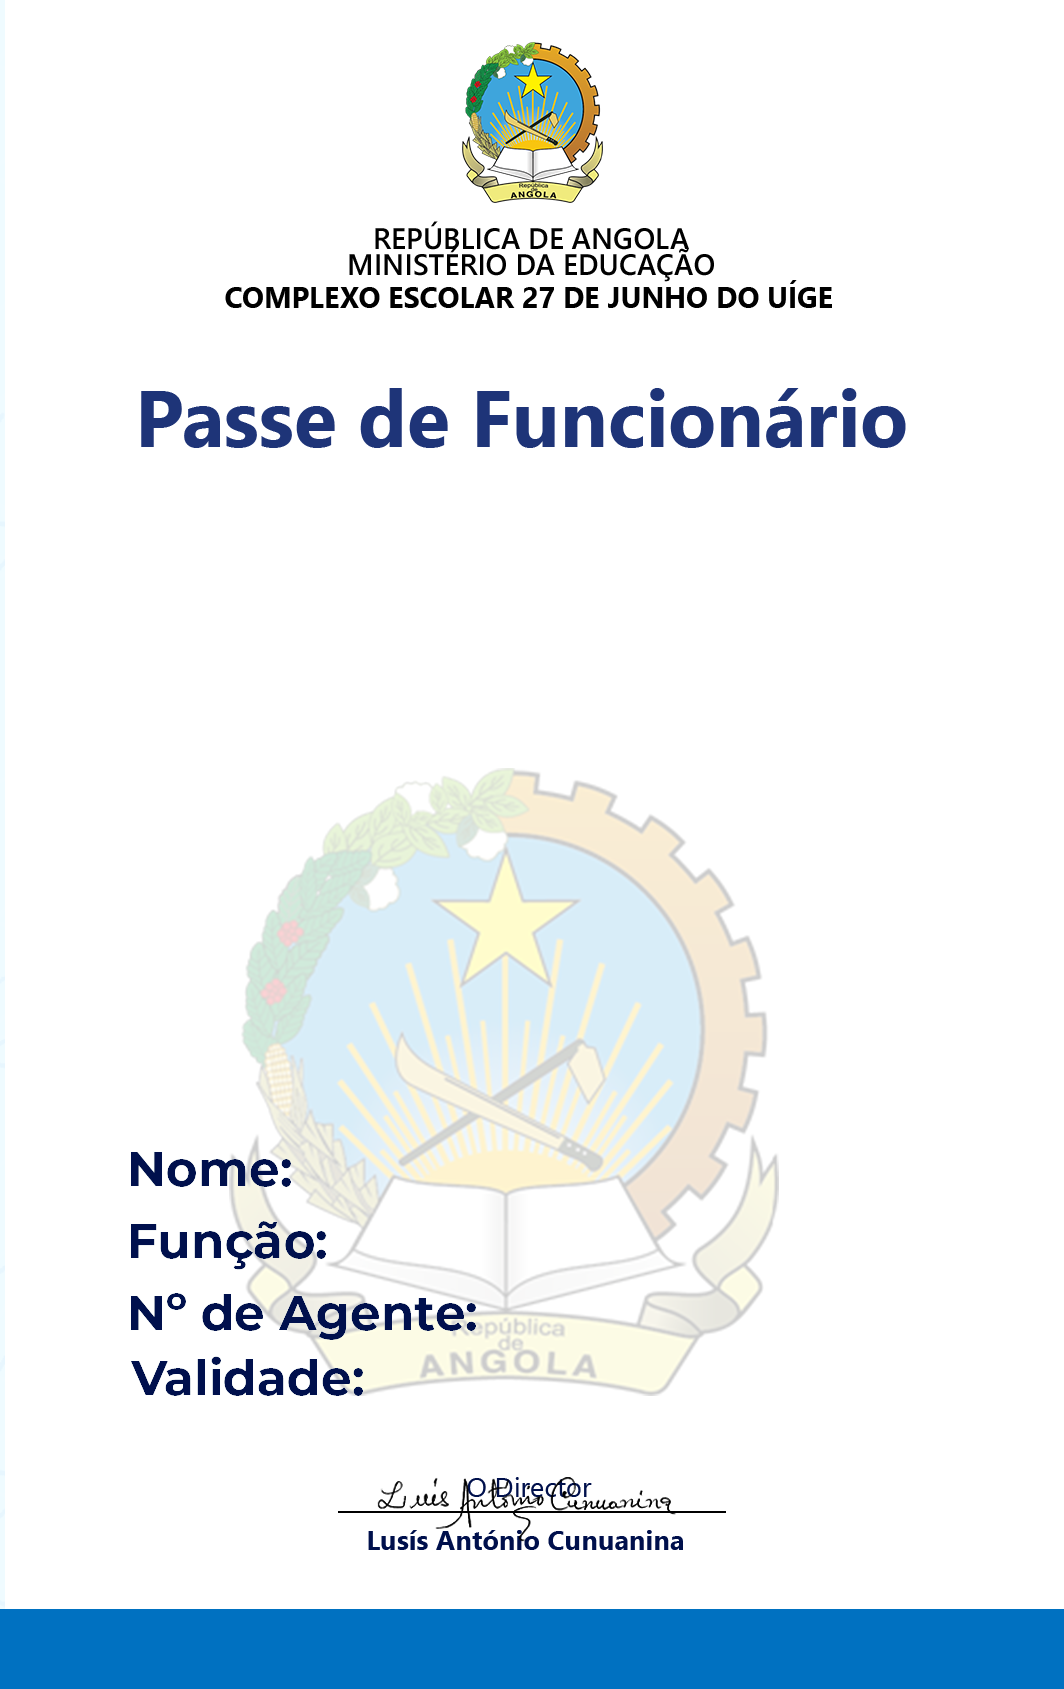 República
de
ANGOLA
REPÚBLICA DE ANGOLA
MINISTÉRIO DA EDUCAÇÃO
COMPLEXO ESCOLAR 27 DE JUNHO DO UÍGE
Passe de Funcionário
Nome:
Função:
Nº de Agente:
República
de
ANGOLA
Validade:
O Director
Luís António Cunuanina
Lusís António Cunuanina